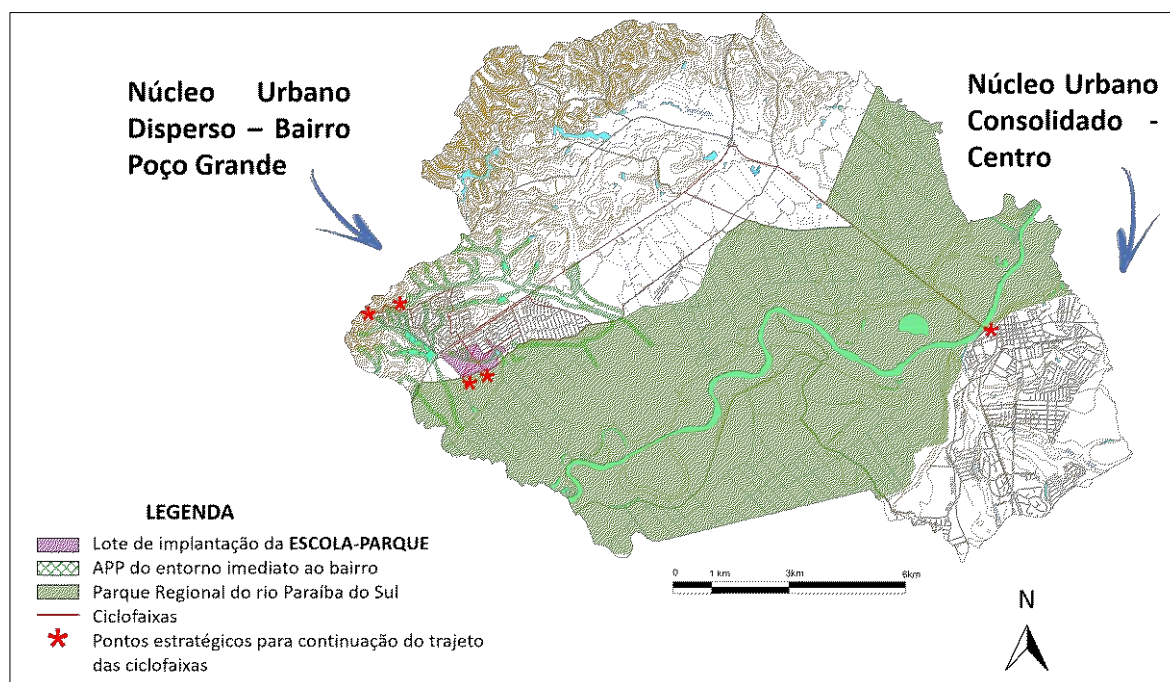 Núcleo Urbano
Disperso – Bairro
Poço Grande
Núcleo Urbano
Consolidado -
Centro
LEGENDA
Lote de implantação da ESCOLA-PARQUE
APP do entorno imediato ao bairro
Parque Regional do rio Paraíba do Sul
Ciclofaixas
Pontos estratégicos para continuação do trajeto
das ciclofaixas
0 1 km 3km 6km
N